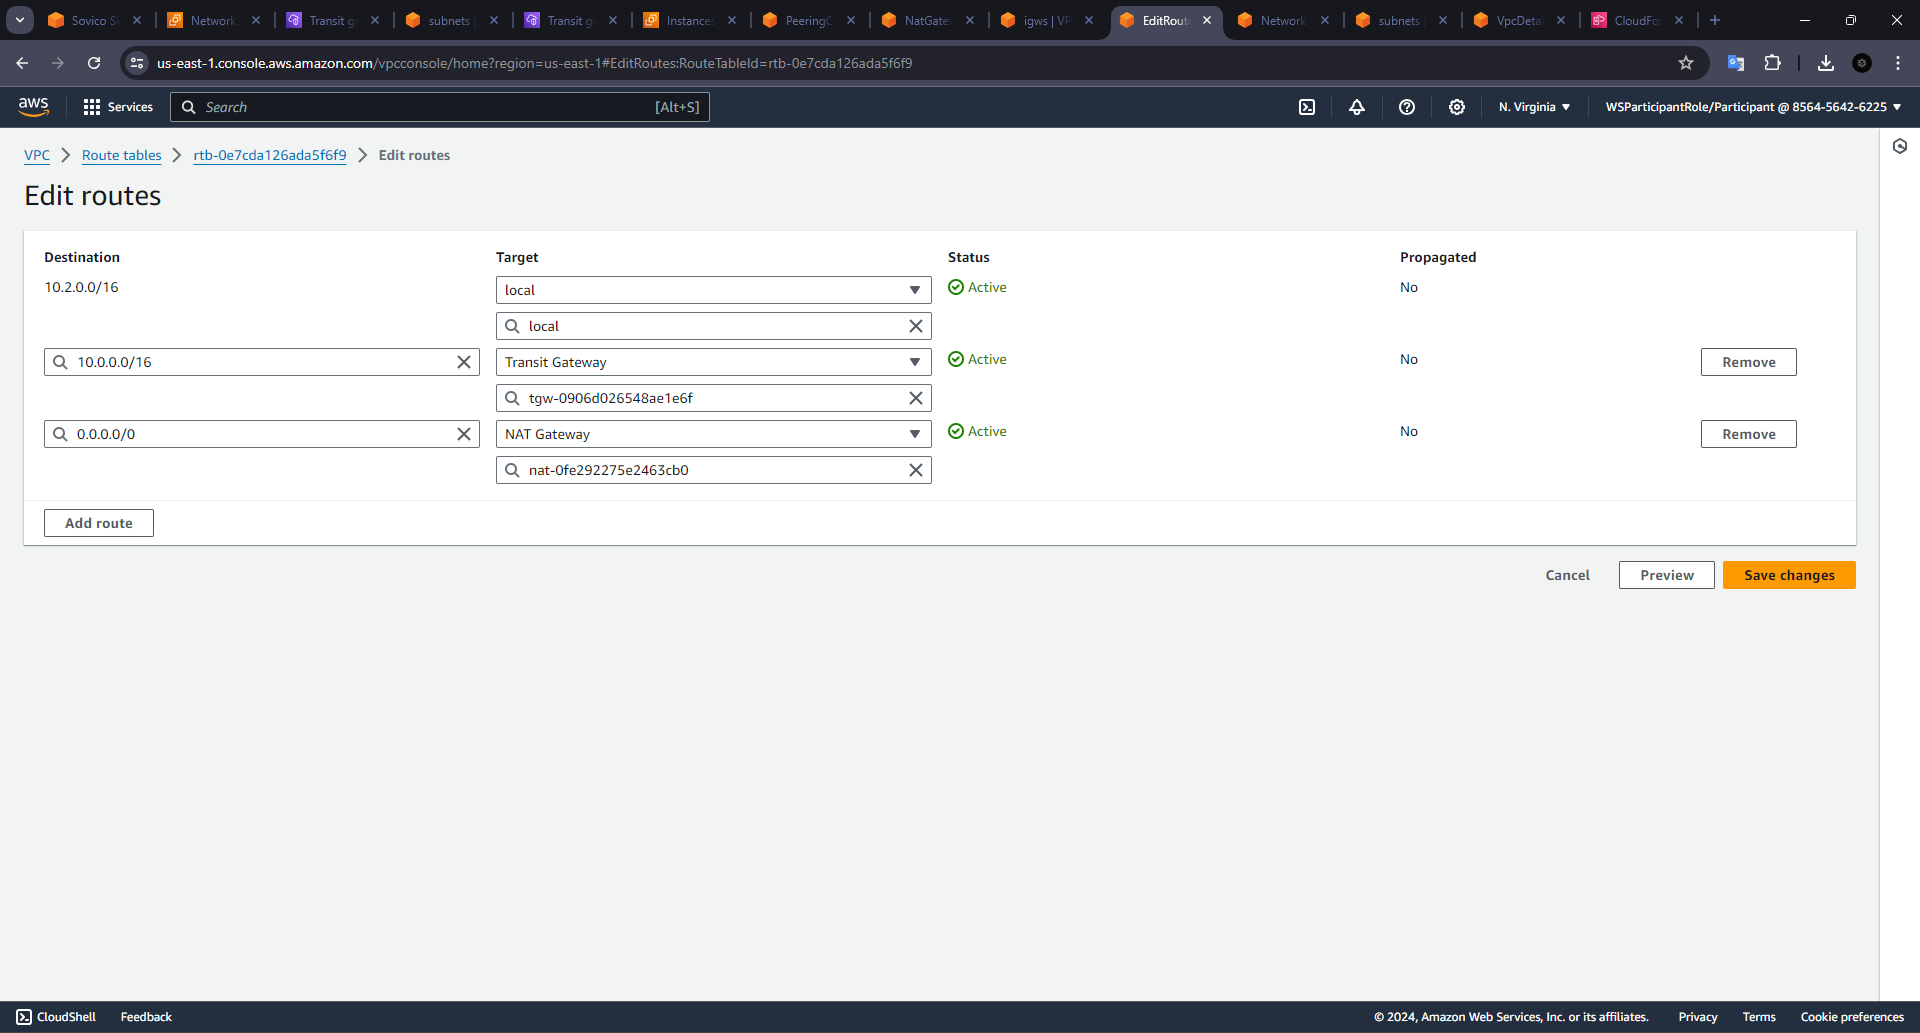 Sovico S
Network
Transit g
subnets |
Transit g
Instances
PeeringC
NatGatew
igws | VP
EditRout
Network
subnets |
VpcDeta
CloudFor
us-east-1.console.aws.amazon.com/vpcconsole/home?region=us-east-1#EditRoutes:RouteTableId=rtb-0e7cda126ada5f6f9
aws
Services
Search
[Alt+S]
N. Virginia
WSParticipantRole/Participant @ 8564-5642-6225
VPC
Route tables
rtb-0e7cda126ada5f6f9
Edit routes
Edit routes
Destination
Target
Status
Propagated
10.2.0.0/16
local
Active
No
local
10.0.0.0/16
Transit Gateway
Active
No
Remove
tgw-0906d026548ae1e6f
0.0.0.0/0
NAT Gateway
Active
No
Remove
nat-0fe292275e2463cb0
Add route
Cancel
Preview
Save changes
CloudShell
Feedback
© 2024, Amazon Web Services, Inc. or its affiliates.
Privacy
Terms
Cookie preferences